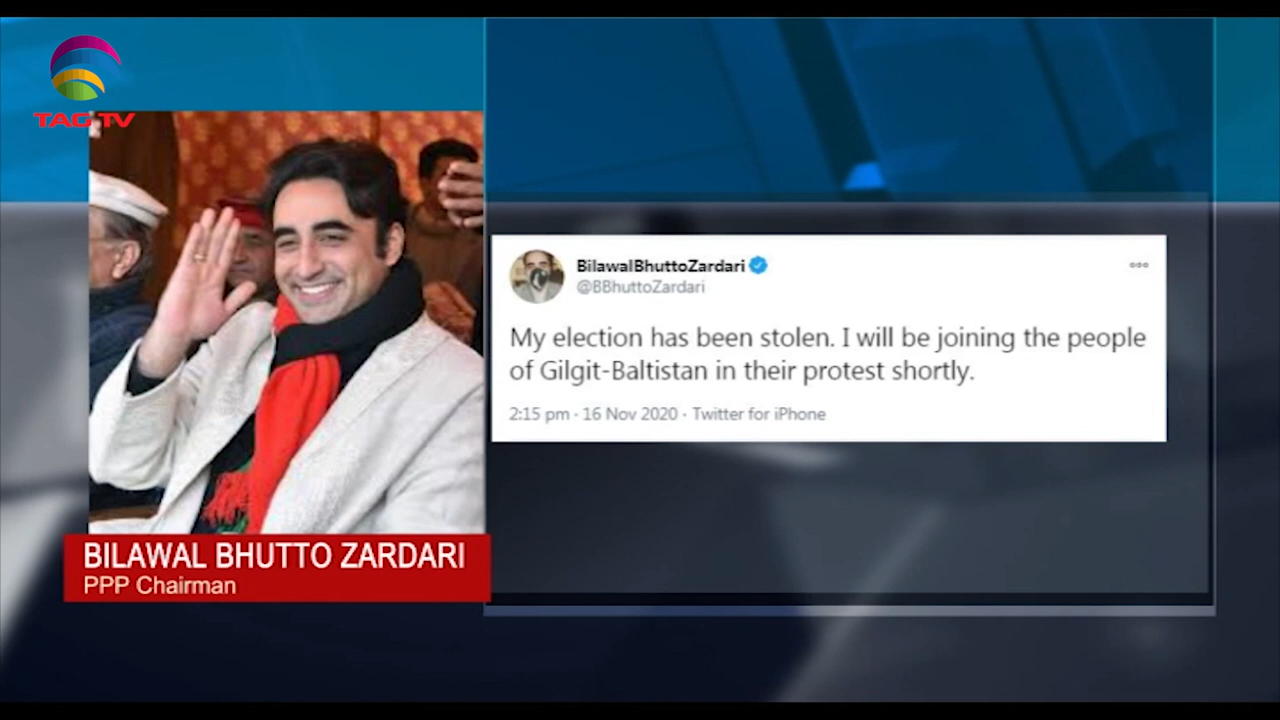 TAG TV
BilawalBhuttoZardari
@BBhuttoZardari
My election has been stolen. I will be joining the people
of Gilgit-Baltistan in their protest shortly.
2:15 pm · 16 Nov 2020 · Twitter for iPhone
BILAWAL BHUTTO ZARDARI
PPP Chairman